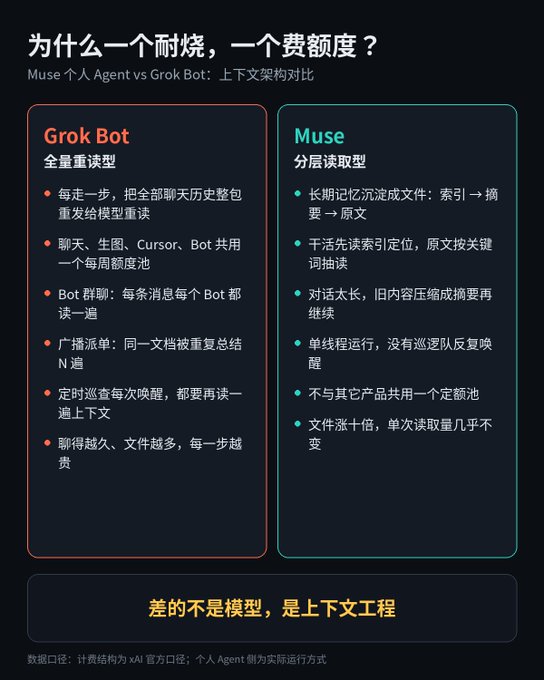 为什么一个耐烧，一个费额度？
Muse 个人 Agent vs Grok Bot：上下文架构对比
Grok Bot
全量重读型
每走一步，把全部聊天历史整包
重发给模型重读
聊天、生图、Cursor、Bot 共用
一个每周额度池
Bot 群聊：每条消息每个 Bot 都
读一遍
广播派单：同一文档被重复总结
N 遍
定时巡查每次唤醒，都要再读一
遍上下文
聊得越久、文件越多，每一步越
贵
Muse
分层读取型
长期记忆沉淀成文件：索引 → 摘
要 → 原文
干活先读索引定位，原文按关键
词抽读
对话太长，旧内容压缩成摘要再
继续
单线程运行，没有巡逻队反复唤
醒
不与其它产品共用一个定额池
文件涨十倍，单次读取量几乎不
变
差的不是模型，是上下文工程
数据口径：计费结构为 xAI 官方口径；个人 Agent 侧为实际运行方式